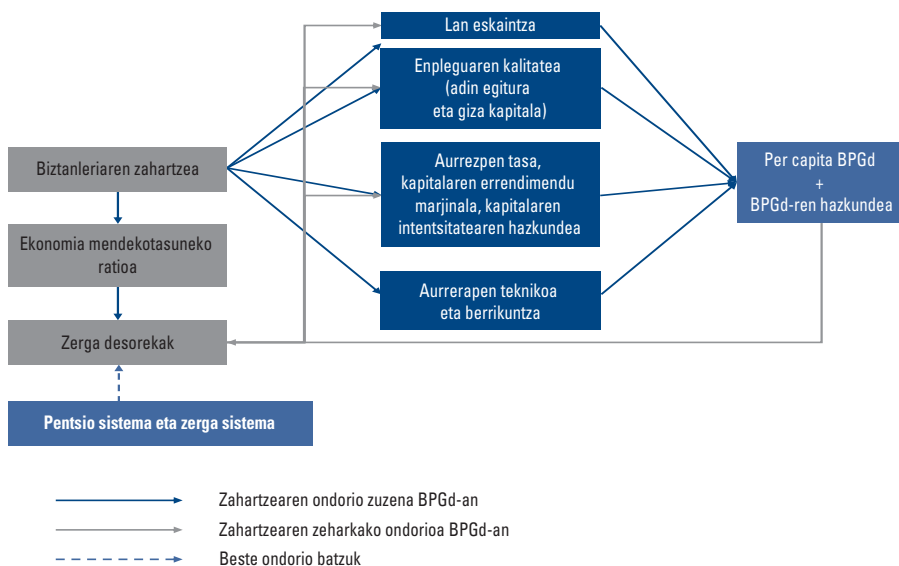 Lan eskaintza
Enpleguaren kalitatea
(adin egitura
eta giza kapitala)
Biztanleriaren zahartzea
Aurrezpen tasa,
kapitalaren errendimendu
marjinala, kapitalaren
intentsitatearen hazkundea
Per capita BPGd
+
BPGd-ren hazkundea
Ekonomia mendekotasuneko
ratioa
Aurrerapen teknikoa
eta berrikuntza
Zerga desorekak
Pentsio sistema eta zerga sistema
Zahartzearen ondorio zuzena BPGd-an
Zahartzearen zeharkako ondorioa BPGd-an
Beste ondorio batzuk